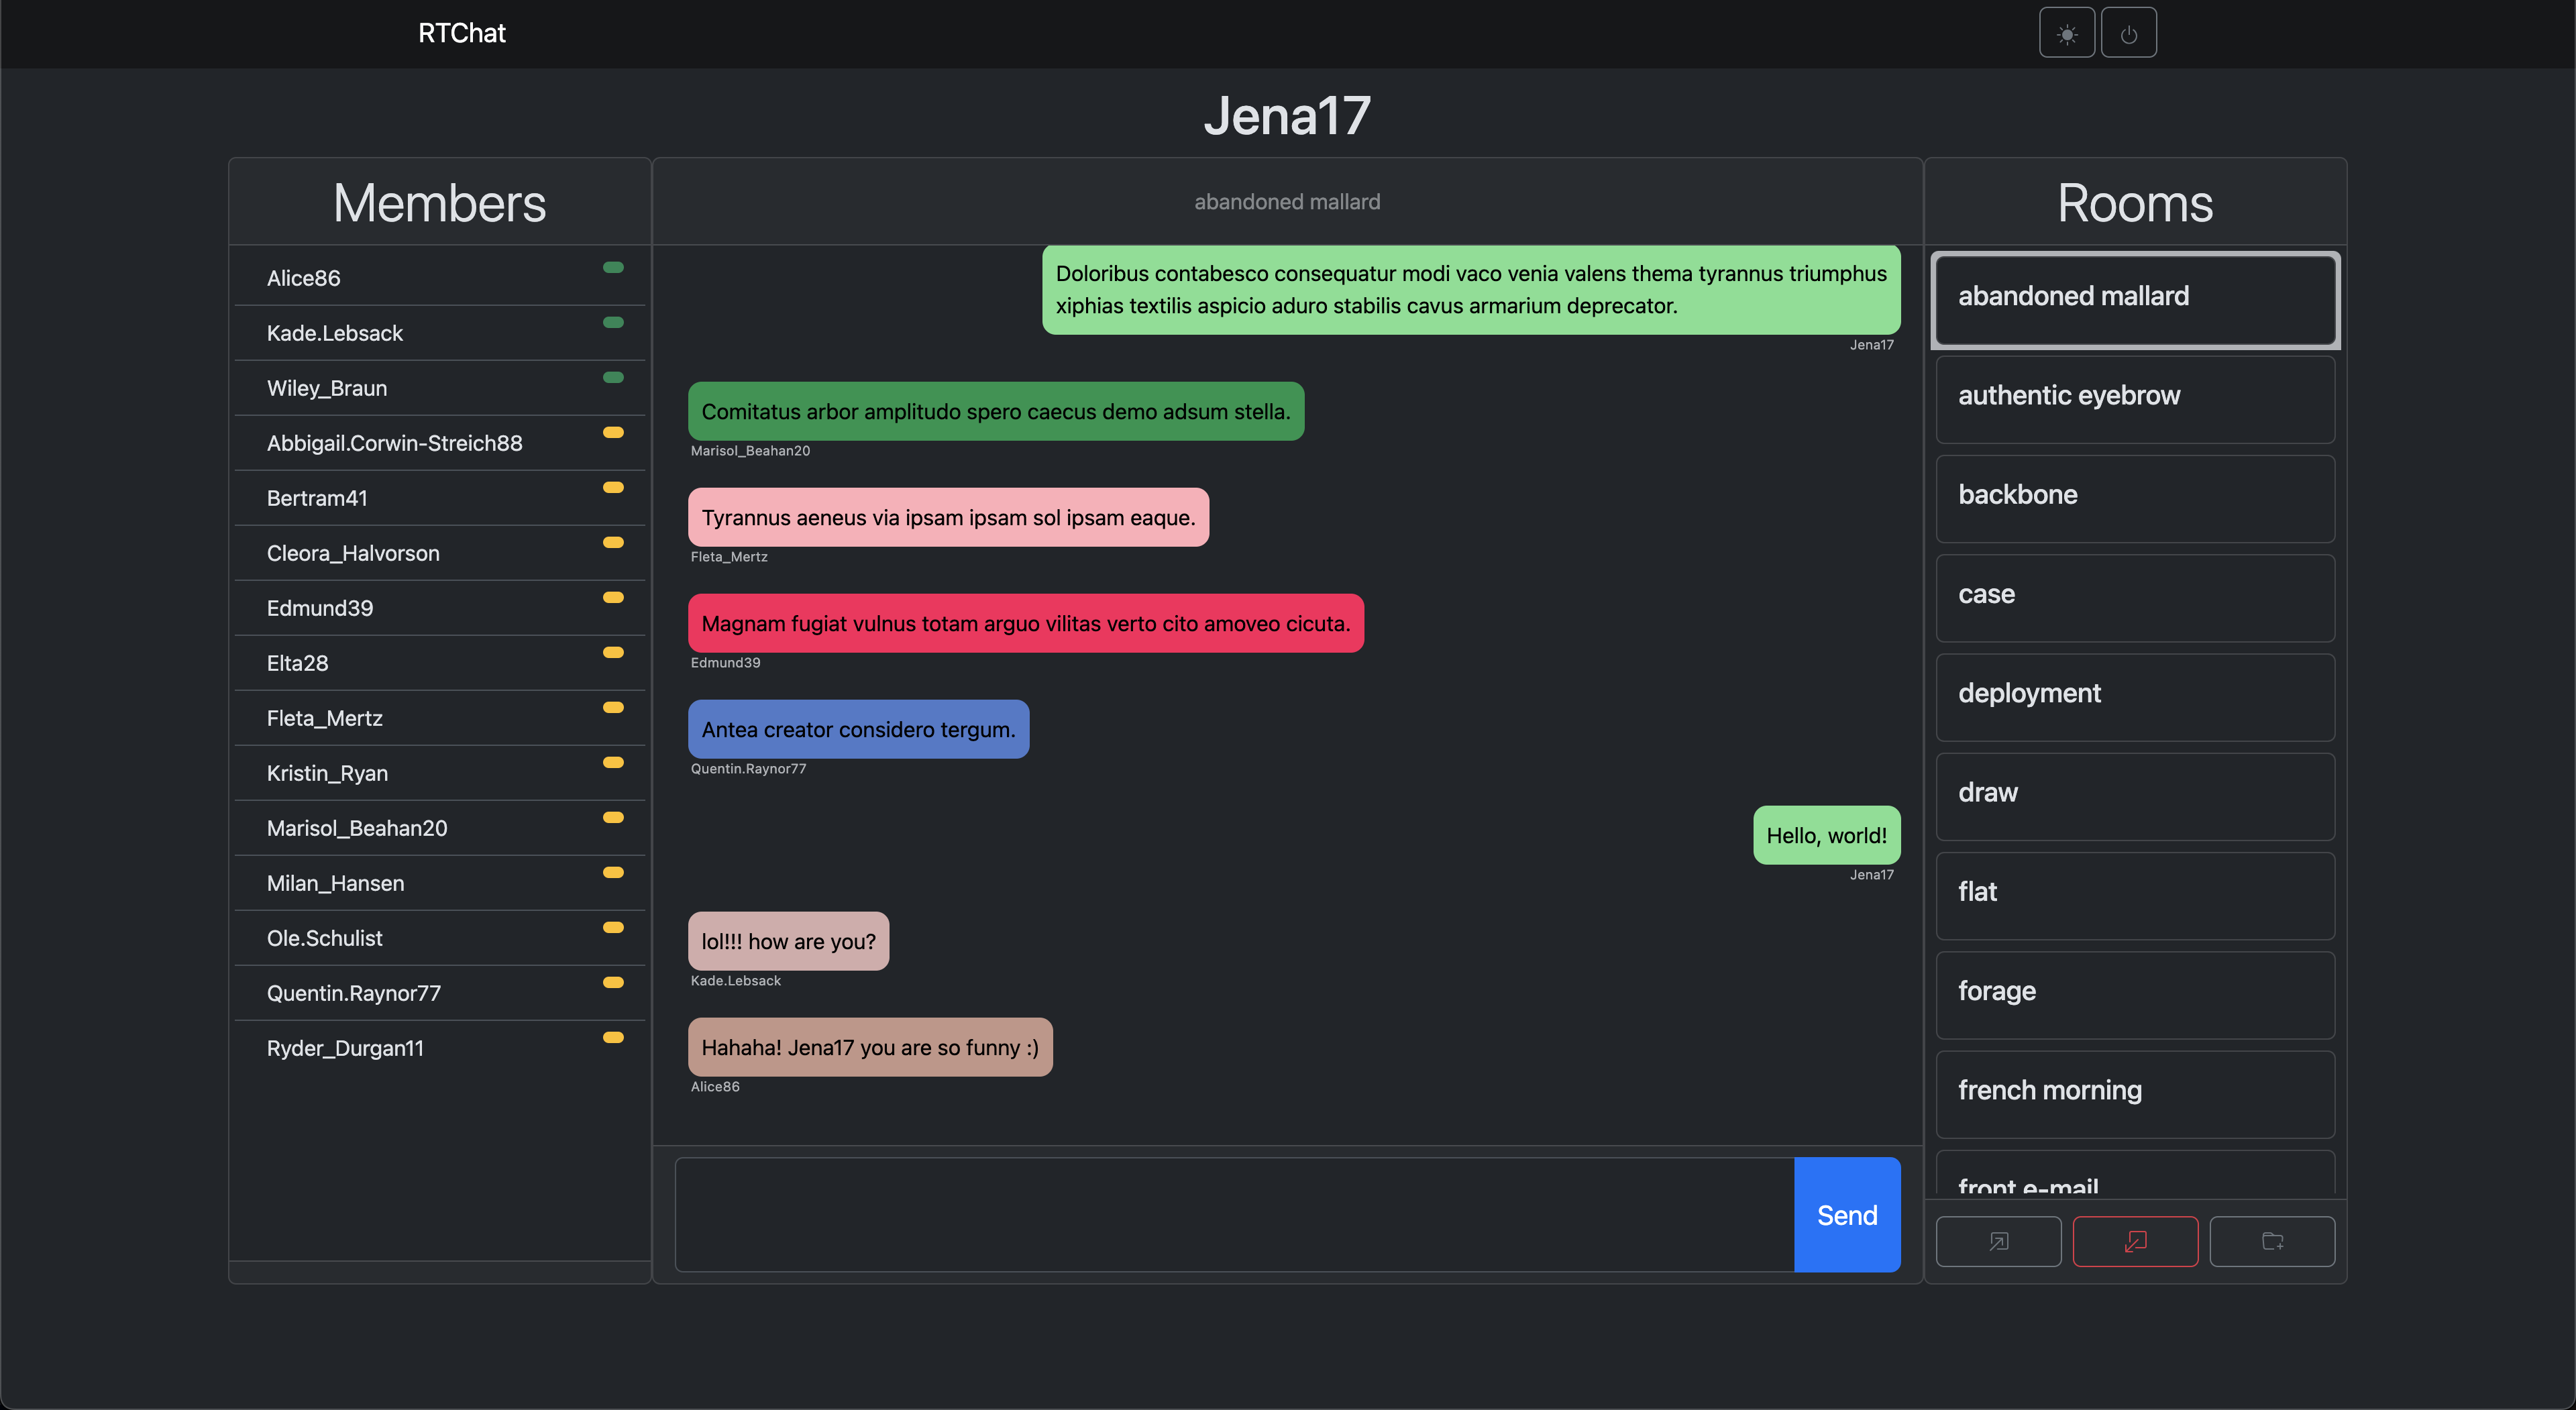 RTChat
Jena17
Members
Alice86
Kade.Lebsack
Wiley_Braun
Abbigail.Corwin-Streich88
Bertram41
Cleora_Halvorson
Edmund39
Elta28
Fleta_Mertz
Kristin_Ryan
Marisol_Beahan20
Milan_Hansen
Ole.Schulist
Quentin.Raynor77
Ryder_Durgan11
abandoned mallard
Doloribus contabesco consequatur modi vaco venia valens thema tyrannus triumphus
xiphias textilis aspicio aduro stabilis cavus armarium deprecator.
Jena17
Comitatus arbor amplitudo spero caecus demo adsum stella.
Marisol_Beahan20
Tyrannus aeneus via ipsam ipsam sol ipsam eaque.
Fleta_Mertz
Magnam fugiat vulnus totam arguo vilitas verto cito amoveo cicuta.
Edmund39
Antea creator considero tergum.
Quentin.Raynor77
Hello, world!
Jena17
lol!!! how are you?
Kade.Lebsack
Hahaha! Jena17 you are so funny :)
Alice86
Send
Rooms
abandoned mallard
authentic eyebrow
backbone
case
deployment
draw
flat
forage
french morning
front e-mail